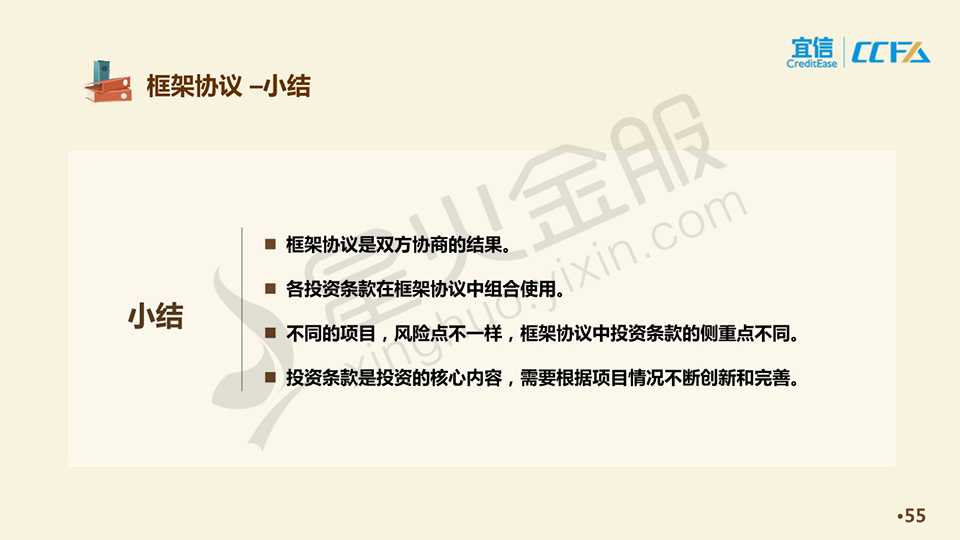 宜信
CreditEase
CCFA
框架协议 –小结
星火金服
xinghuo.yixin.com
小结
■ 框架协议是双方协商的结果。
■ 各投资条款在框架协议中组合使用。
■ 不同的项目，风险点不一样，框架协议中投资条款的侧重点不同。
■ 投资条款是投资的核心内容，需要根据项目情况不断创新和完善。
•55